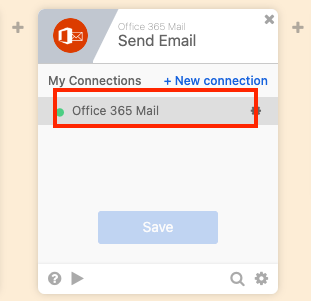 Office 365 Mail
Send Email
My Connections + New connection
Office 365 Mail
Save